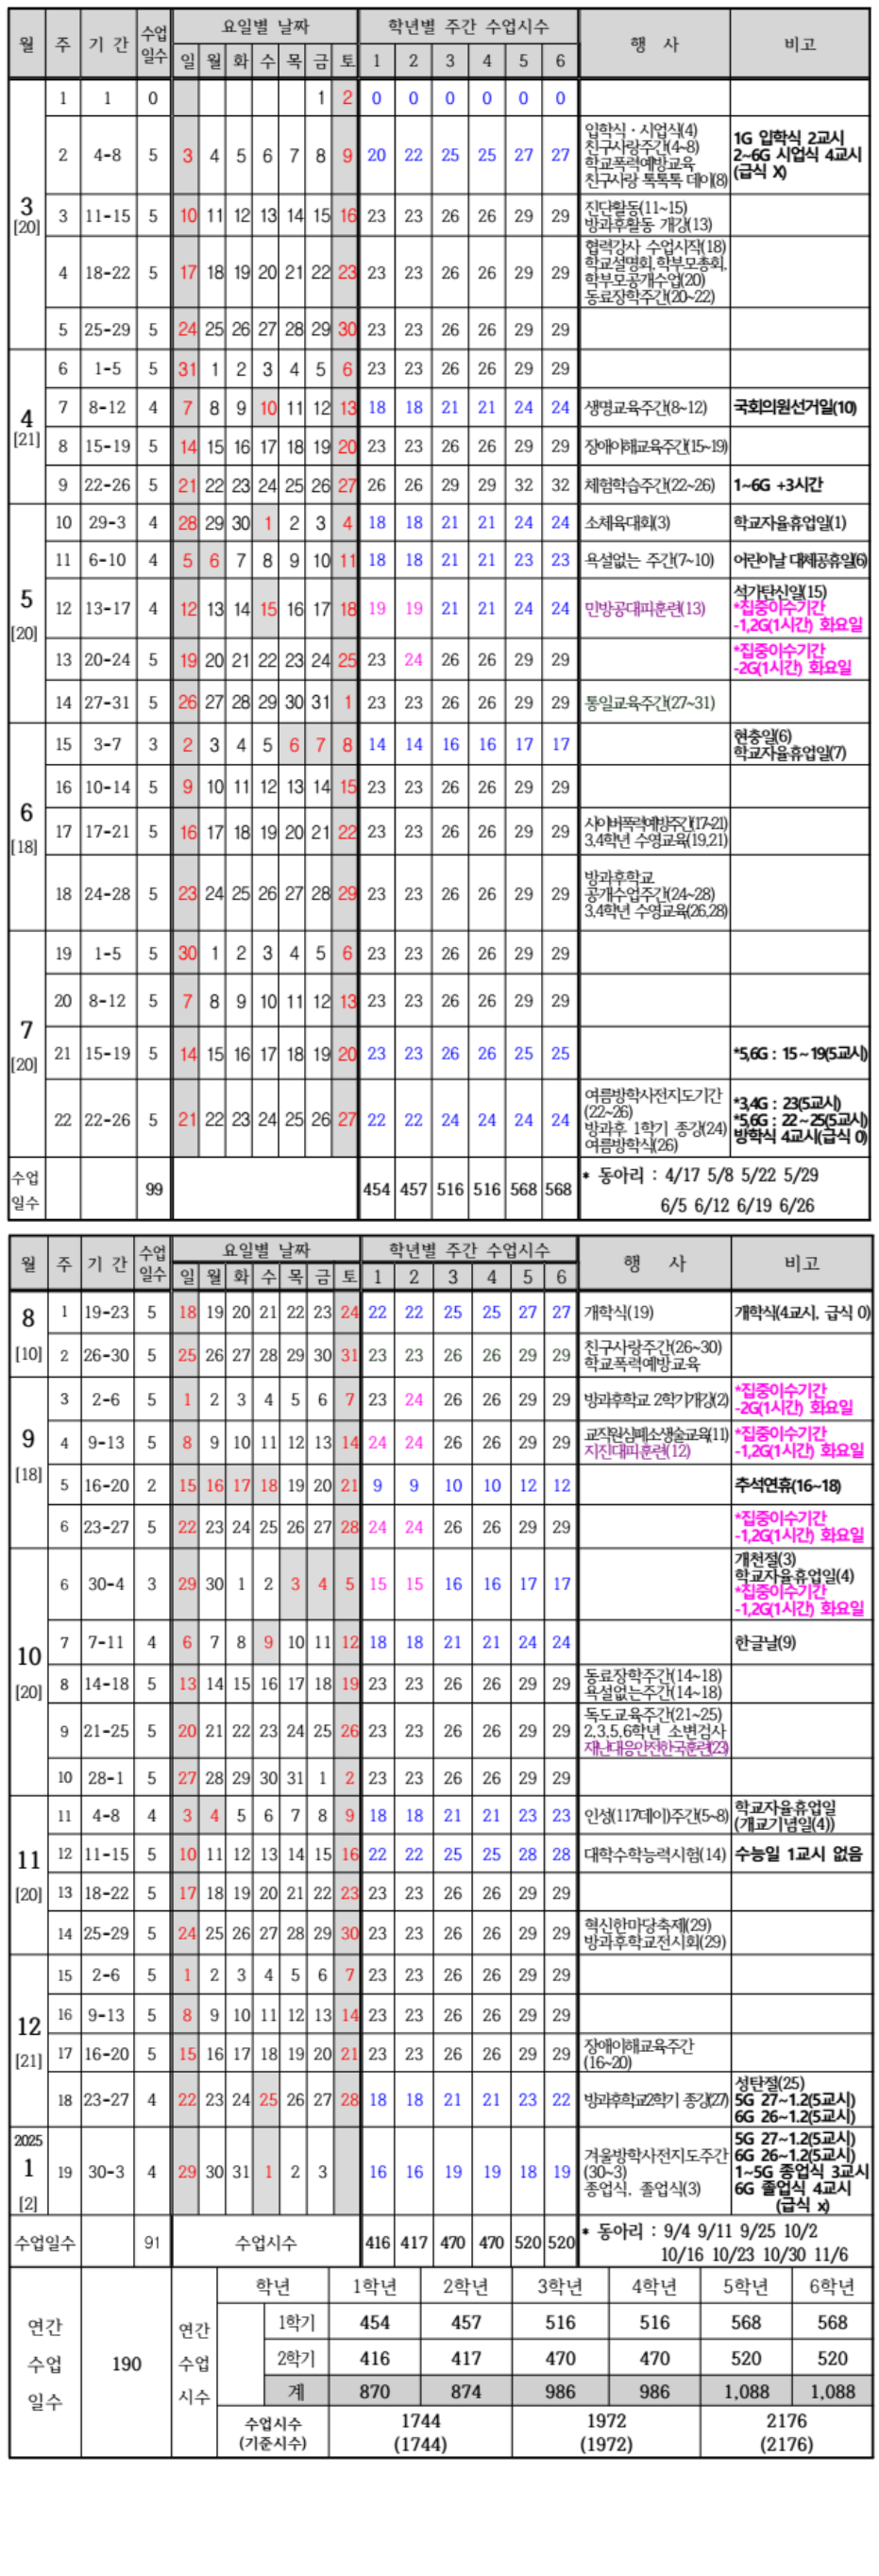 월 주 기 간 수업 일수 요일별 날짜 학년별 주간 수업시수 행 사 비고
일 월 화 수 목 금 토 1 2 3 4 5 6
3 [20]
1 1 0 1 2 0 0 0 0 0 0
2 4-8 5 3 4 5 6 7 8 9 20 22 25 25 27 27
입학식·시업식(4)
친구사랑주간(4~8)
학교폭력예방교육
친구사랑 톡톡톡 데이(8)
1G 입학식 2교시
2~6G 시업식 4교시
(급식 X)
3 11-15 5 10 11 12 13 14 15 16 23 23 26 26 29 29
진단활동(11~15)
방과후활동 개강(13)
4 18-22 5 17 18 19 20 21 22 23 23 23 26 26 29 29
협력강사 수업시작(18)
학교설명회,학부모총회,
학부모공개수업(20)
동료장학주간(20~22)
5 25-29 5 24 25 26 27 28 29 30 23 23 26 26 29 29
4 [21]
6 1-5 5 31 1 2 3 4 5 6 23 23 26 26 29 29
7 8-12 4 7 8 9 10 11 12 13 18 18 21 21 24 24 생명교육주간(8~12) 국회의원선거일(10)
8 15-19 5 14 15 16 17 18 19 20 23 23 26 26 29 29 장애이해교육주간(15~19)
9 22-26 5 21 22 23 24 25 26 27 26 26 29 29 32 32 체험학습주간(22~26) 1~6G +3시간
5 [20]
10 29-3 4 28 29 30 1 2 3 4 18 18 21 21 24 24 소체육대회(3) 학교자율휴업일(1)
11 6-10 4 5 6 7 8 9 10 11 18 18 21 21 23 23 욕설없는 주간(7~10) 어린이날 대체공휴일(6)
12 13-17 4 12 13 14 15 16 17 18 19 19 21 21 24 24 민방공대피훈련(13)
석가탄신일(15)
*집중이수기간
-1,2G(1시간) 화요일
13 20-24 5 19 20 21 22 23 24 25 23 24 26 26 29 29
*집중이수기간
-2G(1시간) 화요일
14 27-31 5 26 27 28 29 30 31 1 23 23 26 26 29 29 통일교육주간(27~31)
6 [18]
15 3-7 3 2 3 4 5 6 7 8 14 14 16 16 17 17
현충일(6)
학교자율휴업일(7)
16 10-14 5 9 10 11 12 13 14 15 23 23 26 26 29 29
17 17-21 5 16 17 18 19 20 21 22 23 23 26 26 29 29
사이버폭력예방주간(17-21)
3,4학년 수영교육(19,21)
18 24-28 5 23 24 25 26 27 28 29 23 23 26 26 29 29
방과후학교
공개수업주간(24~28)
3,4학년 수영교육(26,28)
7 [20]
19 1-5 5 30 1 2 3 4 5 6 23 23 26 26 29 29
20 8-12 5 7 8 9 10 11 12 13 23 23 26 26 29 29
21 15-19 5 14 15 16 17 18 19 20 23 23 26 26 25 25 *5,6G : 15~19(5교시)
22 22-26 5 21 22 23 24 25 26 27 22 22 24 24 24 24
여름방학사전지도기간
(22~26)
방과후 1학기 종강(24)
여름방학식(26)
*3,4G : 23(5교시)
*5,6G : 22~25(5교시)
방학식 4교시(급식 0)
수업 일수 99 454 457 516 516 568 568
* 동아리 : 4/17 5/8 5/22 5/29
6/5 6/12 6/19 6/26
월 주 기 간 수업 일수 요일별 날짜 학년별 주간 수업시수 행 사 비고
일 월 화 수 목 금 토 1 2 3 4 5 6
8 [10]
1 19-23 5 18 19 20 21 22 23 24 22 22 25 25 27 27 개학식(19) 개학식(4교시, 급식 0)
2 26-30 5 25 26 27 28 29 30 31 23 23 26 26 29 29
친구사랑주간(26~30)
학교폭력예방교육
9 [18]
3 2-6 5 1 2 3 4 5 6 7 23 24 26 26 29 29 방과후학교 2학기개강(2)
*집중이수기간
-2G(1시간) 화요일
4 9-13 5 8 9 10 11 12 13 14 24 24 26 26 29 29
교직원심폐소생술교육(11)
지진대피훈련(12)
*집중이수기간
-1,2G(1시간) 화요일
5 16-20 2 15 16 17 18 19 20 21 9 9 10 10 12 12 추석연휴(16~18)
6 23-27 5 22 23 24 25 26 27 28 24 24 26 26 29 29
*집중이수기간
-1,2G(1시간) 화요일
10 [20]
6 30-4 3 29 30 1 2 3 4 5 15 15 16 16 17 17
개천절(3)
학교자율휴업일(4)
*집중이수기간
-1,2G(1시간) 화요일
7 7-11 4 6 7 8 9 10 11 12 18 18 21 21 24 24 한글날(9)
8 14-18 5 13 14 15 16 17 18 19 23 23 26 26 29 29
동료장학주간(14~18)
욕설없는주간(14~18)
9 21-25 5 20 21 22 23 24 25 26 23 23 26 26 29 29
독도교육주간(21~25)
2,3,5,6학년 소변검사
재난대응안전한국훈련(23)
10 28-1 5 27 28 29 30 31 1 2 23 23 26 26 29 29
11 [20]
11 4-8 4 3 4 5 6 7 8 9 18 18 21 21 23 23 인성(117데이)주간(5~8)
학교자율휴업일
(개교기념일(4))
12 11-15 5 10 11 12 13 14 15 16 22 22 25 25 28 28 대학수학능력시험(14) 수능일 1교시 없음
13 18-22 5 17 18 19 20 21 22 23 23 23 26 26 29 29
14 25-29 5 24 25 26 27 28 29 30 23 23 26 26 29 29
혁신한마당축제(29)
방과후학교전시회(29)
12 [21]
15 2-6 5 1 2 3 4 5 6 7 23 23 26 26 29 29
16 9-13 5 8 9 10 11 12 13 14 23 23 26 26 29 29
17 16-20 5 15 16 17 18 19 20 21 23 23 26 26 29 29
장애이해교육주간
(16~20)
18 23-27 4 22 23 24 25 26 27 28 18 18 21 21 23 22 방과후학교2학기 종강(27)
성탄절(25)
5G 27~1.2(5교시)
6G 26~1.2(5교시)
2025 1 [2]
19 30-3 4 29 30 31 1 2 3 16 16 19 19 18 19
겨울방학사전지도주간
(30~3)
종업식, 졸업식(3)
5G 27~1.2(5교시)
6G 26~1.2(5교시)
1~5G 종업식 3교시
6G 졸업식 4교시
(급식 x)
수업일수 91 수업시수 416 417 470 470 520 520
* 동아리 : 9/4 9/11 9/25 10/2
10/16 10/23 10/30 11/6
연간 수업 일수 190 연간 수업 시수
학년 1학년 2학년 3학년 4학년 5학년 6학년
1학기 454 457 516 516 568 568
2학기 416 417 470 470 520 520
계 870 874 986 986 1,088 1,088
수업시수 1744 1972 2176
(기준시수) (1744) (1972) (2176)